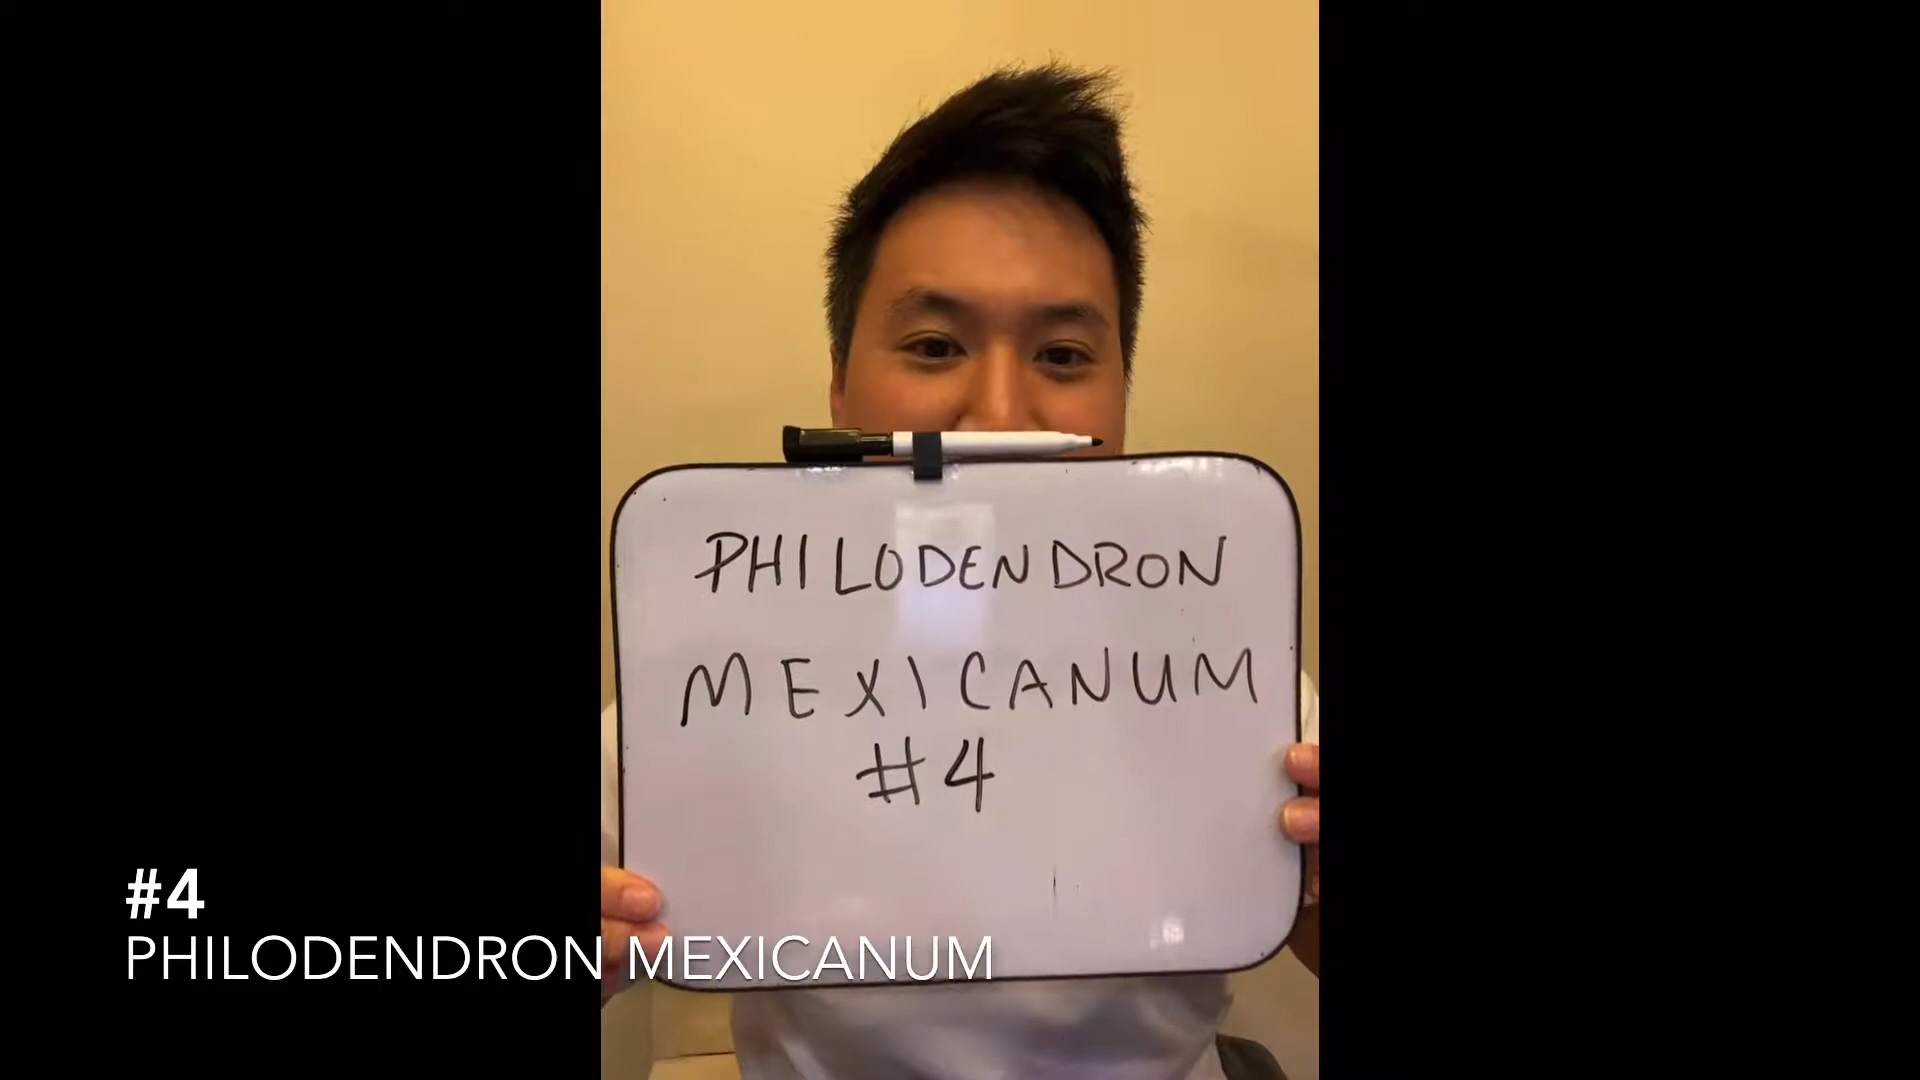 PHILODENDRON
MEXICANUM
#4
#4
PHILODENDRON MEXICANUM